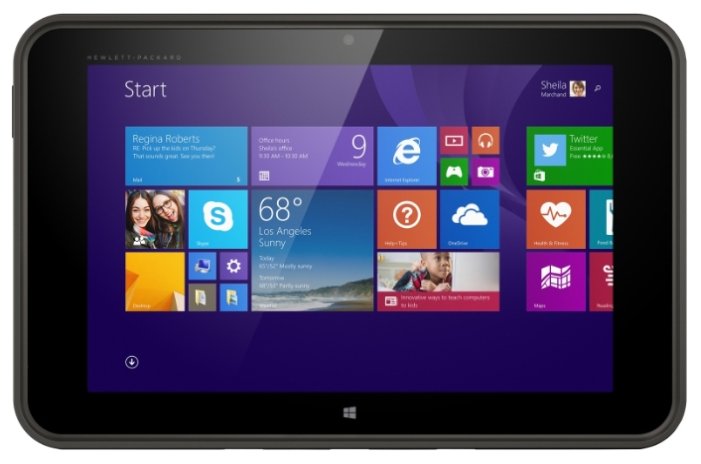 HEWLETT-PACKARD
Start
Sheila
Marchand
Regina Roberts
RE: Pick up the kids on Thursday?
That sounds great. See you then!
Mail
5
Office hours
Sheila's office
9:30 AM - 10:30 AM
9
Wednesday
Internet Explorer
Twitter
Essential App
Free
Skype
68°
Los Angeles
Sunny
Today
Tomorrow
Weather
Help+Tips
OneDrive
Health & Fitness
Desktop
Innovative ways to teach computers
to kids
Maps